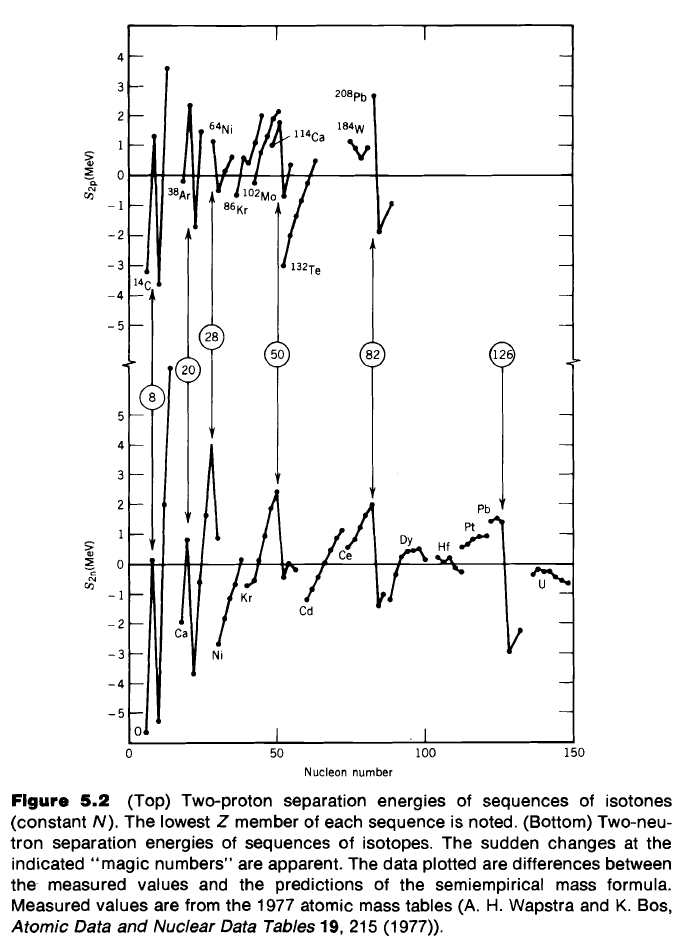 4
3
2
1
0
-1
-2
-3
-4
-5
S2p(MeV)
14C
38Ar
64Ni
86Kr
102Mo
114Ca
132Te
184W
208Pb
8
20
28
50
82
126
5
4
3
2
1
0
-1
-2
-3
-4
-5
S2n(MeV)
O
Ca
Ni
Kr
Cd
Ce
Dy
Hf
Pt
Pb
U
0
50
100
150
Nucleon number
Figure 5.2 (Top) Two-proton separation energies of sequences of isotones
(constant N). The lowest Z member of each sequence is noted. (Bottom) Two-neu-
tron separation energies of sequences of isotopes. The sudden changes at the
indicated "magic numbers" are apparent. The data plotted are differences between
the measured values and the predictions of the semiempirical mass formula.
Measured values are from the 1977 atomic mass tables (A. H. Wapstra and K. Bos,
Atomic Data and Nuclear Data Tables 19, 215 (1977)).